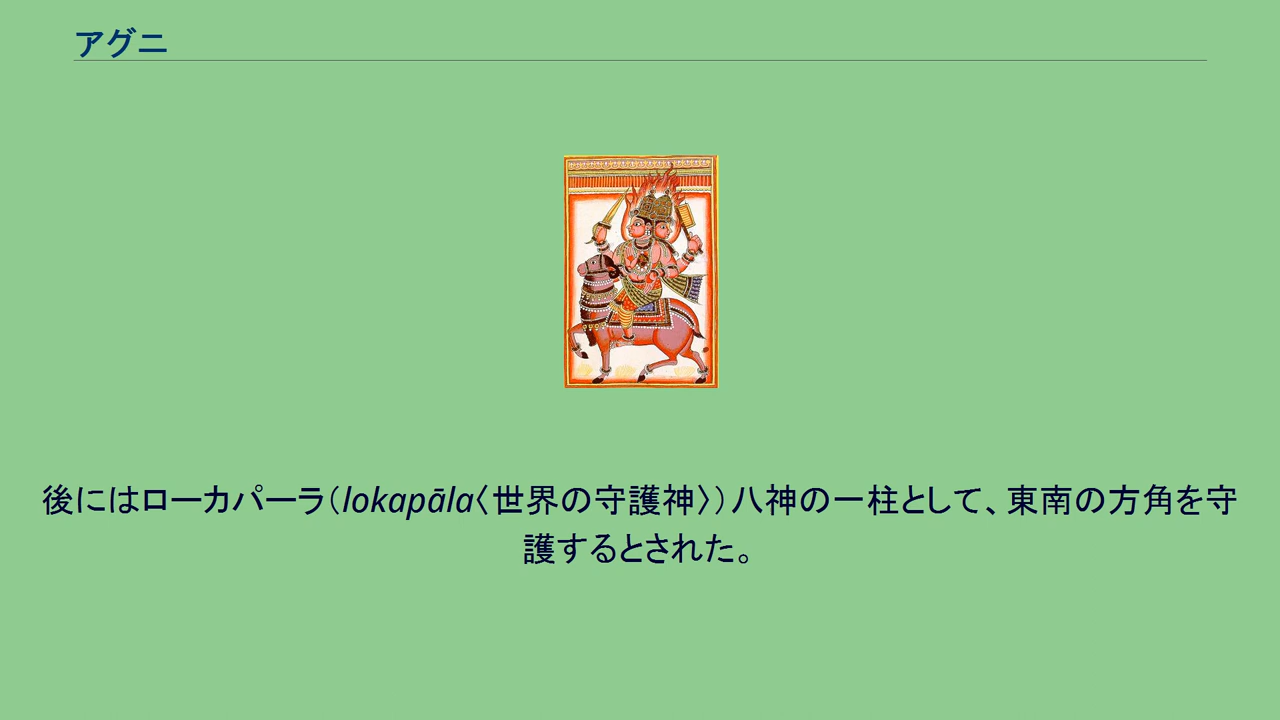 アグニ
後にはローカパーラ（lokapāla〈世界の守護神〉）八神の一柱として、東南の方角を守
護するとされた。